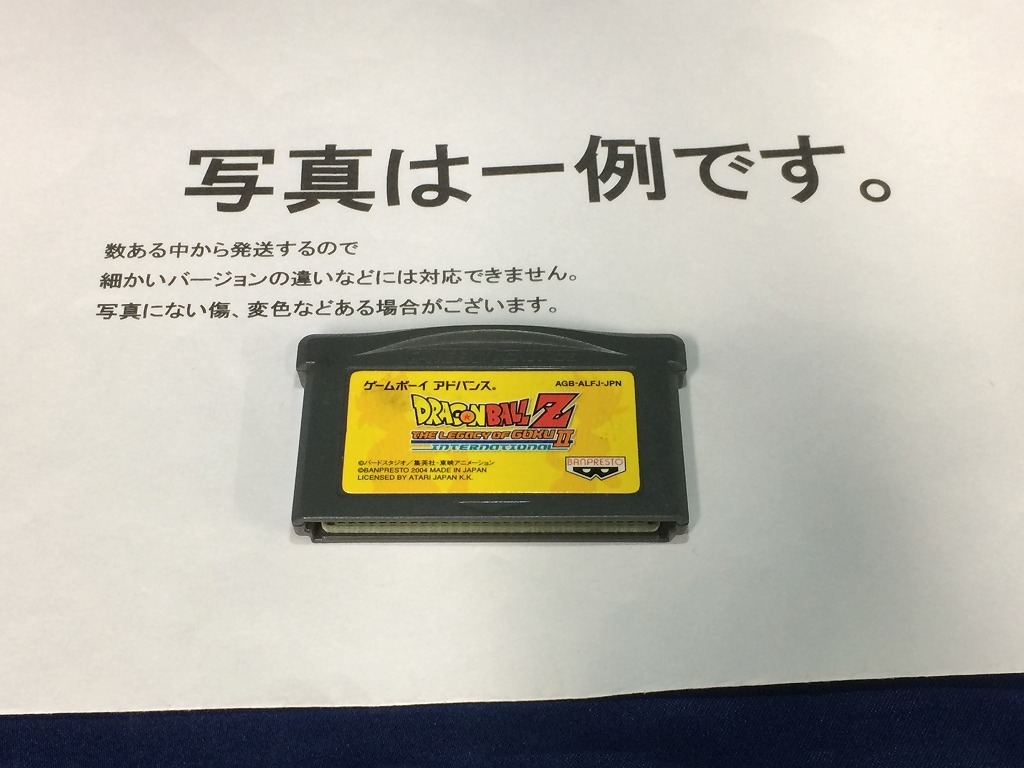 写真は一例です。
数ある中から発送するので
細かいバージョンの違いなどには対応できません。
写真にない傷、変色などある場合がございます。
ゲームボーイ アドバンス®
AGB-ALFJ-JPN
DRAGON BALL Z
THE LEGACY OF GOKU II
INTERNATIONAL
©バードスタジオ/集英社・東映アニメーション
©BANPRESTO 2004 MADE IN JAPAN
LICENSED BY ATARI JAPAN K.K.
BANPRESTO